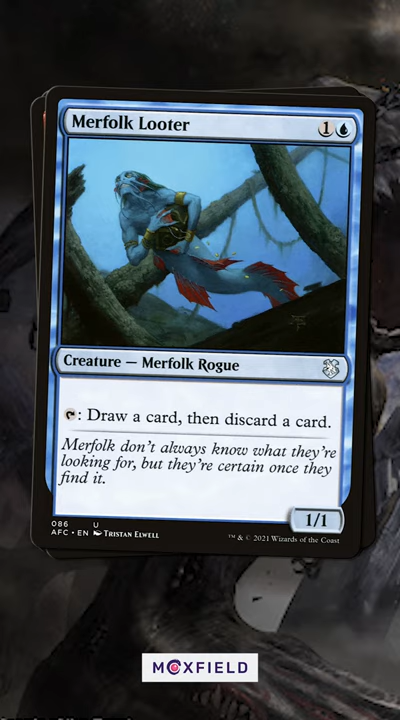 Merfolk Looter
1
Creature — Merfolk Rogue
: Draw a card, then discard a card.
Merfolk don't always know what they're
looking for, but they're certain once they
find it.
1/1
086 U
AFC • EN TRISTAN ELWELL
™ & © 2021 Wizards of the Coast
MOXFIELD